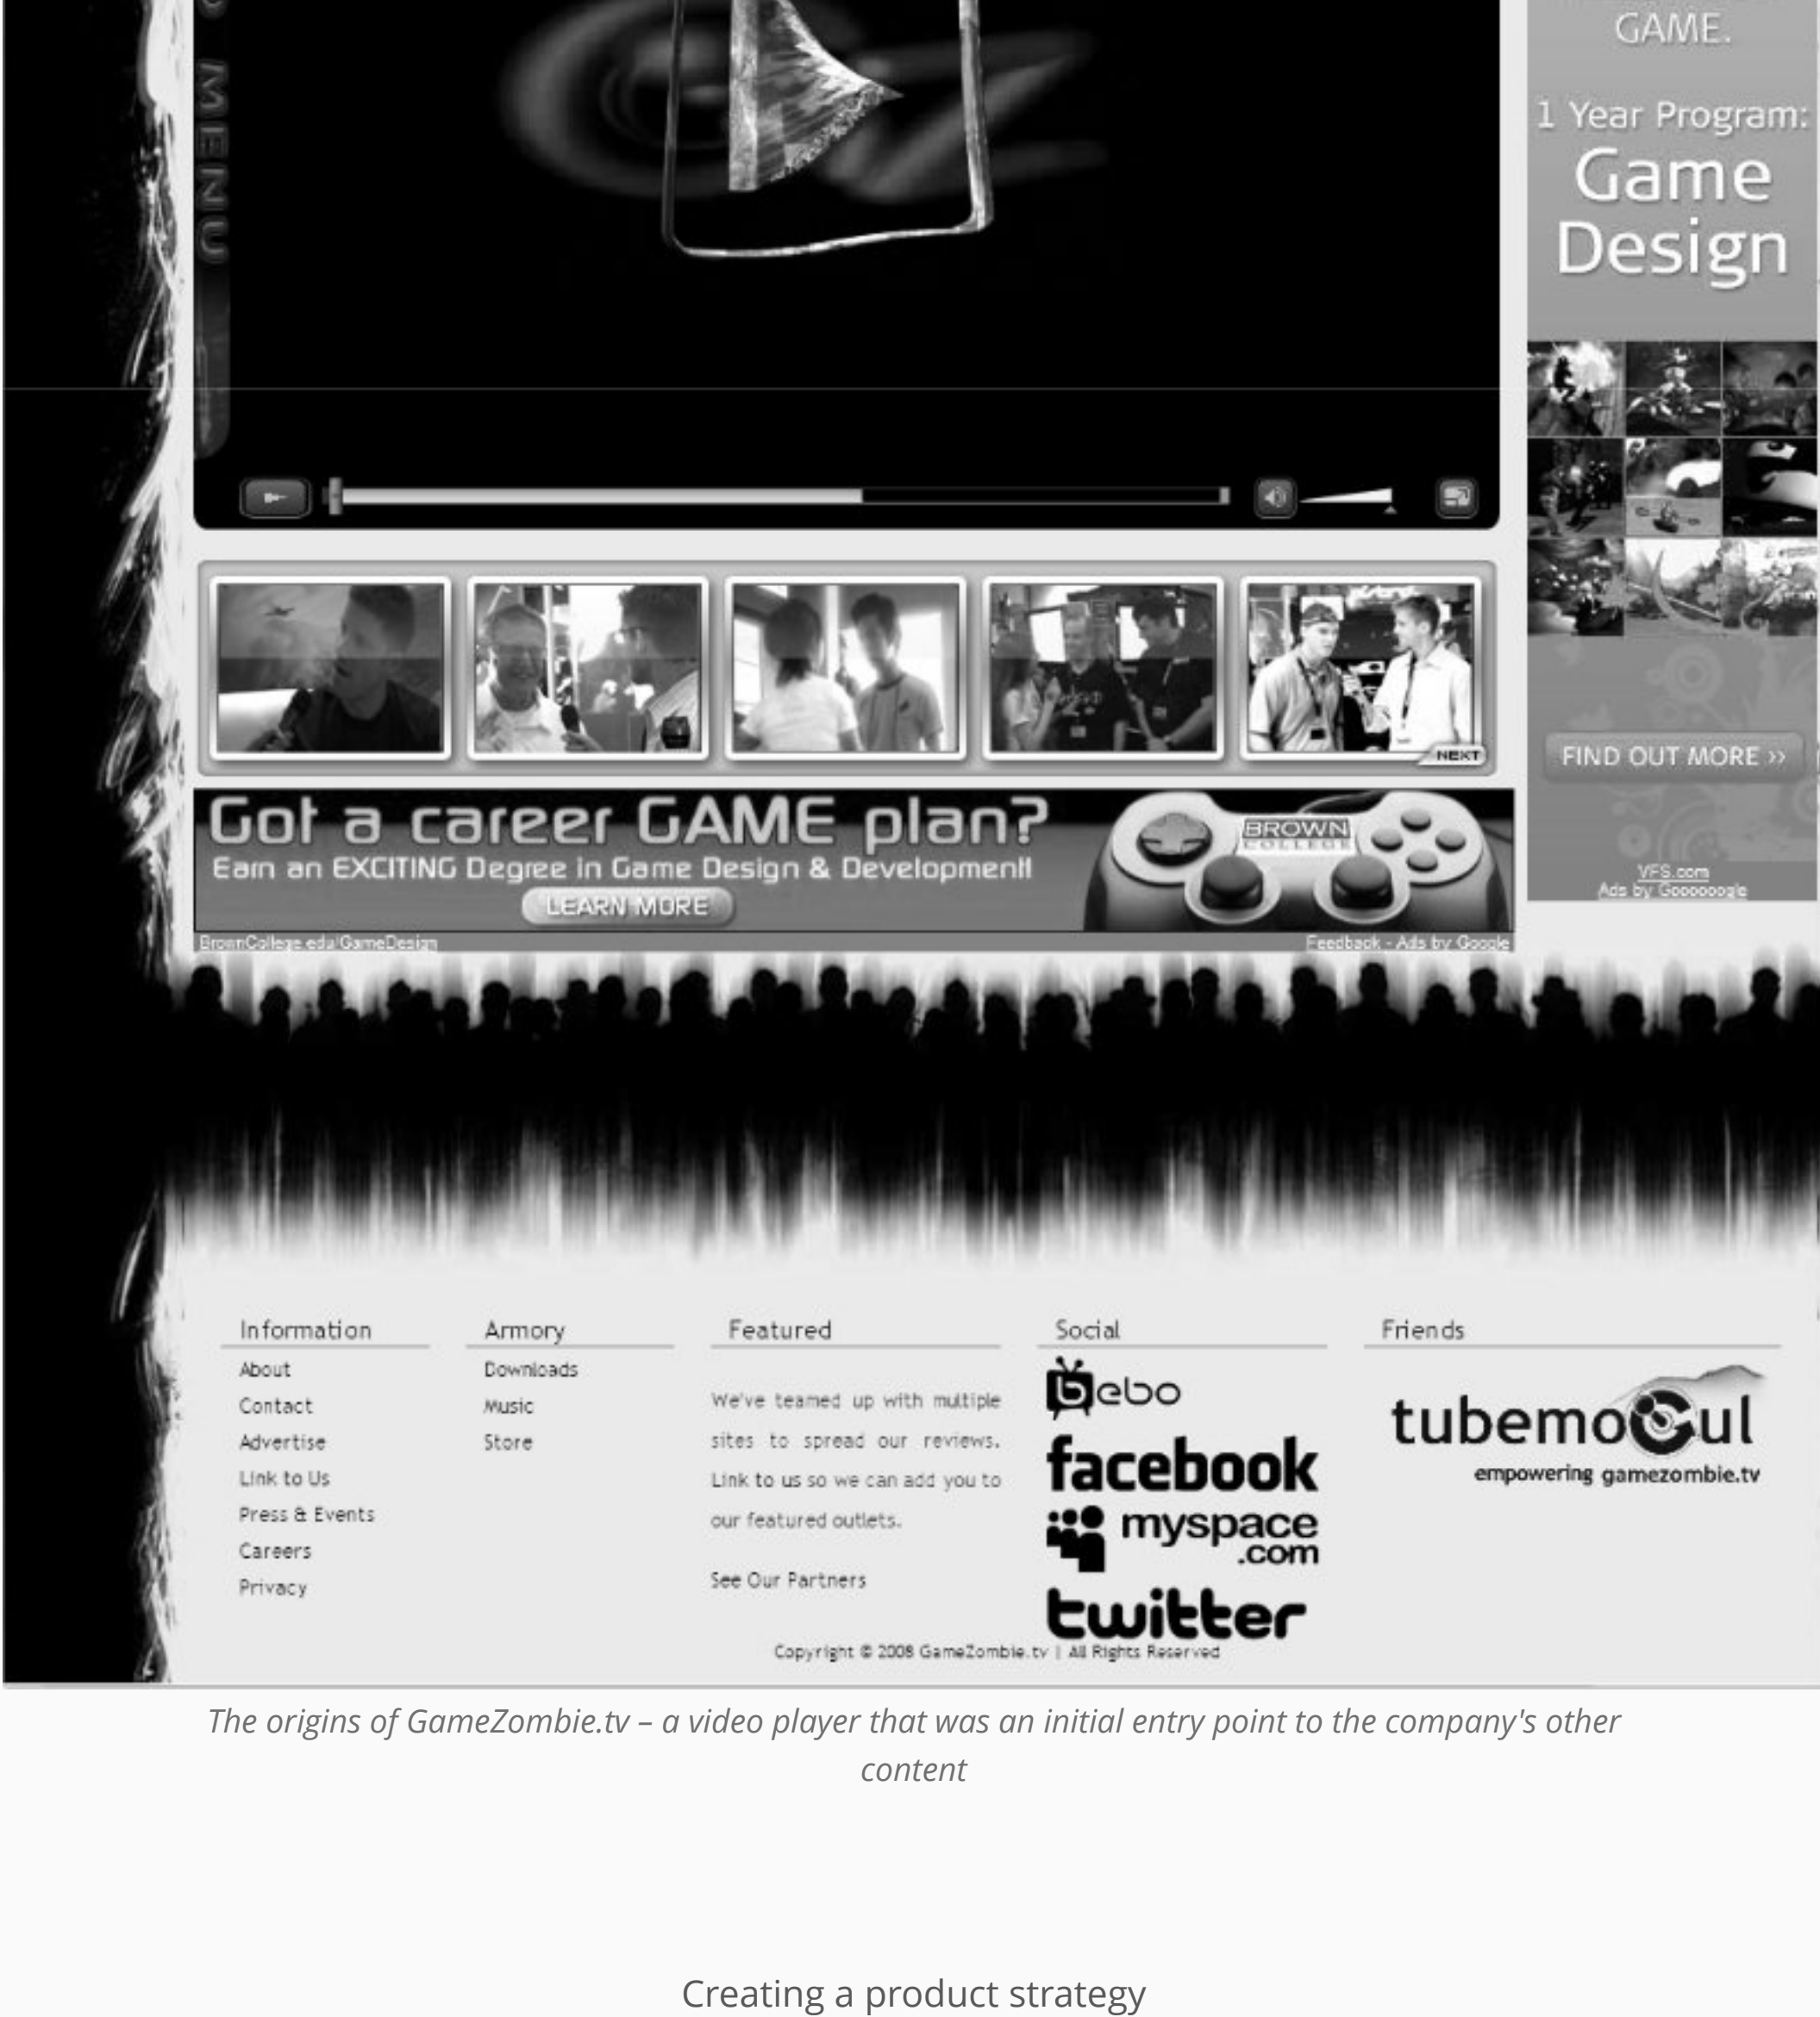 MENU
GAME.
1 Year Program:
Game
Design
FIND OUT MORE >>
VFS.com
Ads by Goooooogle
NEXT
Got a career GAME plan?
Earn an EXCITING Degree in Game Design & Development!!
LEARN MORE
BROWN
COLLEGE
BrownCollege.edu/GameDesign
Feedback - Ads by Google
Information
About
Contact
Advertise
Link to Us
Press & Events
Careers
Privacy
Armory
Downloads
Music
Store
Featured
We've teamed up with multiple
sites to spread our reviews.
Link to us so we can add you to
our featured outlets.
See Our Partners
Social
bebo
facebook
myspace
.com
twitter
Friends
tubemogul
empowering gamezombie.tv
Copyright © 2008 GameZombie.tv | All Rights Reserved
The origins of GameZombie.tv – a video player that was an initial entry point to the company's other
content
Creating a product strategy